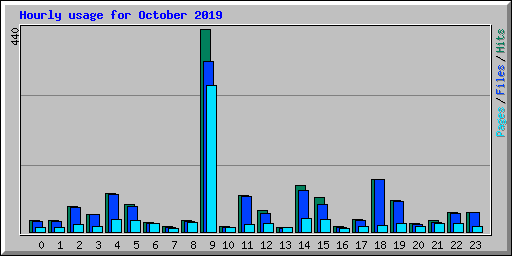 Hourly usage for October 2019
440
Pages/Files/Hits
0 1 2 3 4 5 6 7 8 9 10 11 12 13 14 15 16 17 18 19 20 21 22 23